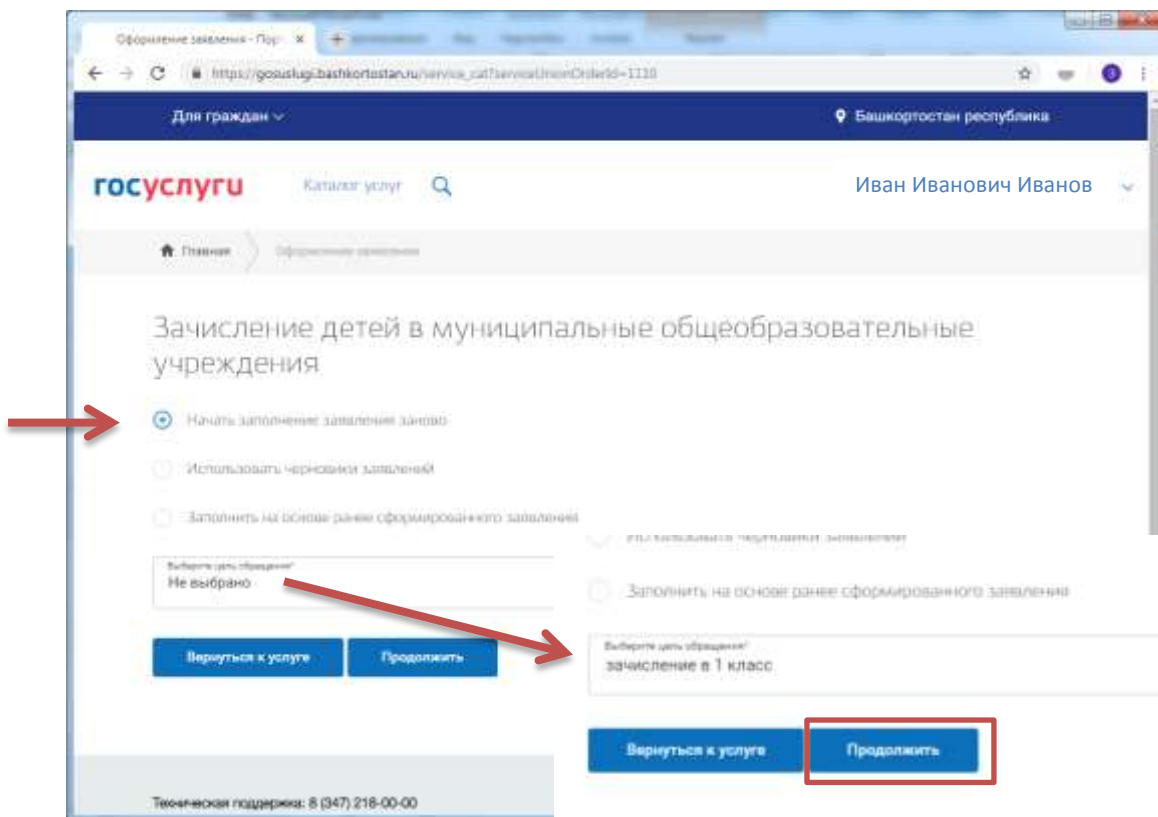 Оформление заявления - Пор
https://gosuslugi.bashkortostan.ru/service_cat?serviceUnionOrderId=1110
Для граждан
Башкортостан республика
госуслуги
Каталог услуг
Иван Иванович Иванов
Главная
Оформление заявления
Зачисление детей в муниципальные общеобразовательные
учреждения
Начать заполнение заявления заново
Использовать черновики заявлений
Заполнить на основе ранее сформированного заявления
Выберите цель обращения*
Не выбрано
Вернуться к услуге
Продолжить
Использовать черновики заявлений
Заполнить на основе ранее сформированного заявления
Выберите цель обращения*
зачисление в 1 класс
Вернуться к услуге
Продолжить
Техническая поддержка: 8 (347) 218-00-00